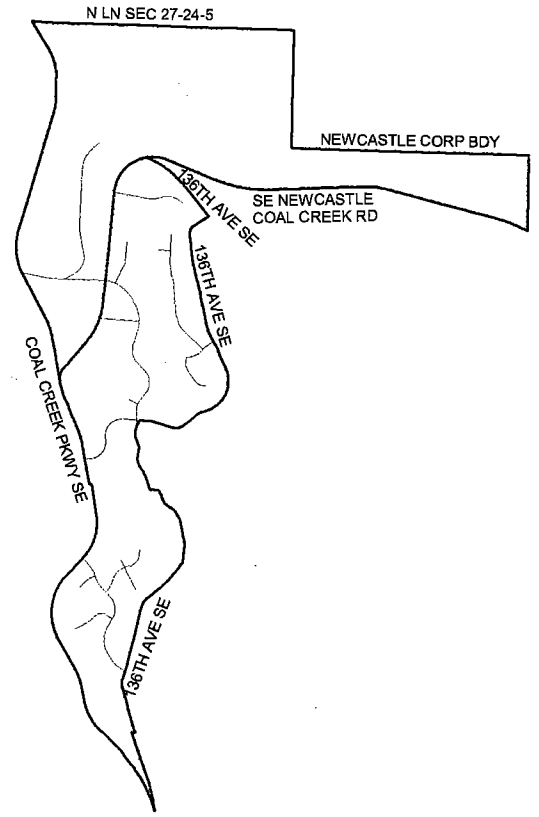 N LN SEC 27-24-5
NEWCASTLE CORP BDY
136TH AVE SE
SE NEWCASTLE
COAL CREEK RD
136TH AVE SE
COAL CREEK PKWY SE
136TH AVE SE